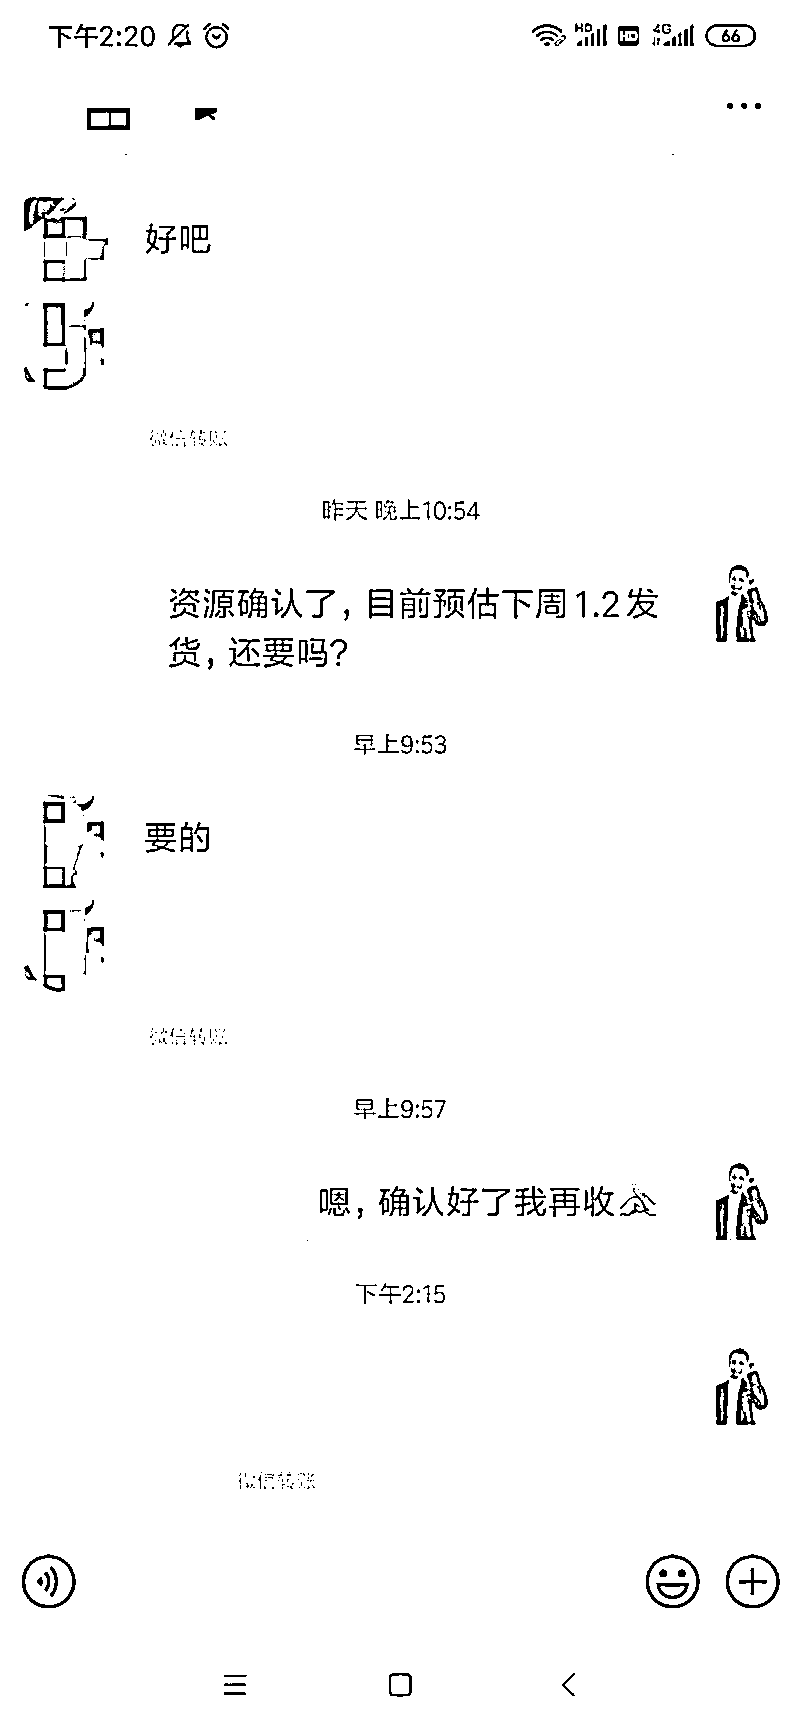 下午2:20 HD HD 4G 66
好吧
微信转账
昨天 晚上10:54
资源确认了，目前预估下周1.2发
货，还要吗？
早上9:53
要的
微信转账
早上9:57
嗯，确认好了我再收
下午2:15
微信转账